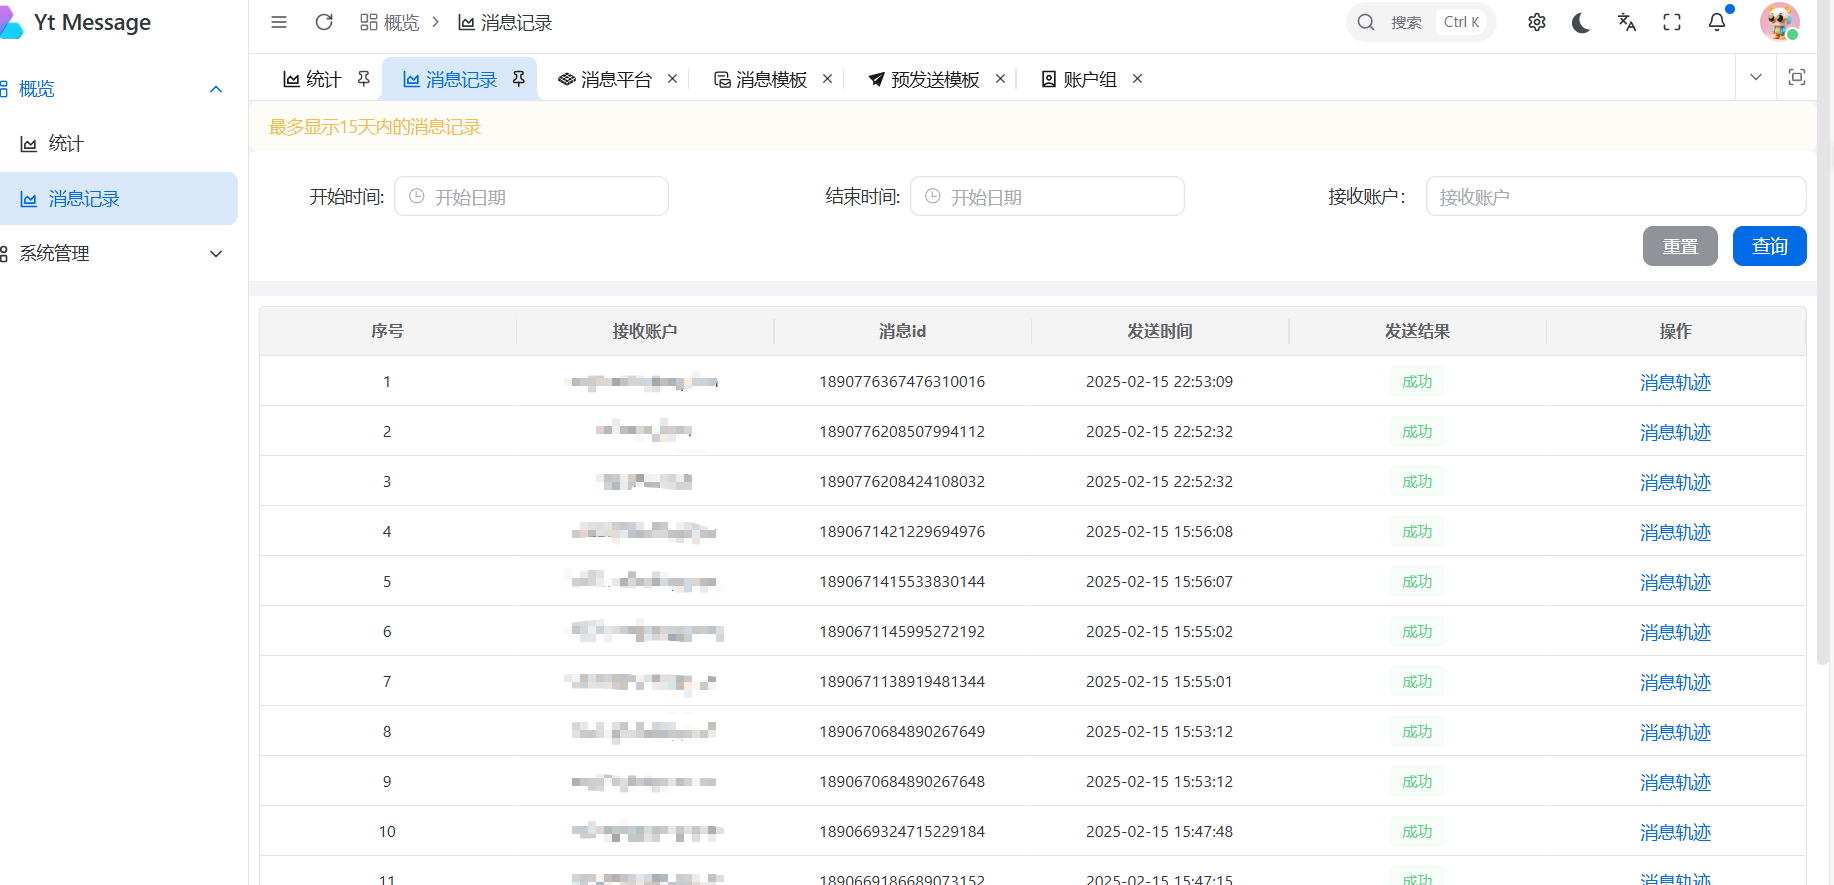 Yt Message
概览 > 消息记录
搜索 Ctrl K
统计 消息记录 消息平台 消息模板 预发送模板 账户组
概览
统计
消息记录
系统管理
最多显示15天内的消息记录
开始时间: 开始日期 结束时间: 开始日期 接收账户: 接收账户
重置 查询
序号 接收账户 消息id 发送时间 发送结果 操作
1 1890776367476310016 2025-02-15 22:53:09 成功 消息轨迹
2 1890776208507994112 2025-02-15 22:52:32 成功 消息轨迹
3 1890776208424108032 2025-02-15 22:52:32 成功 消息轨迹
4 1890671421229694976 2025-02-15 15:56:08 成功 消息轨迹
5 1890671415533830144 2025-02-15 15:56:07 成功 消息轨迹
6 1890671145995272192 2025-02-15 15:55:02 成功 消息轨迹
7 1890671138919481344 2025-02-15 15:55:01 成功 消息轨迹
8 1890670684890267649 2025-02-15 15:53:12 成功 消息轨迹
9 1890670684890267648 2025-02-15 15:53:12 成功 消息轨迹
10 1890669324715229184 2025-02-15 15:47:48 成功 消息轨迹
11 1890669186689073152 2025-02-15 15:47:15 成功 消息轨迹